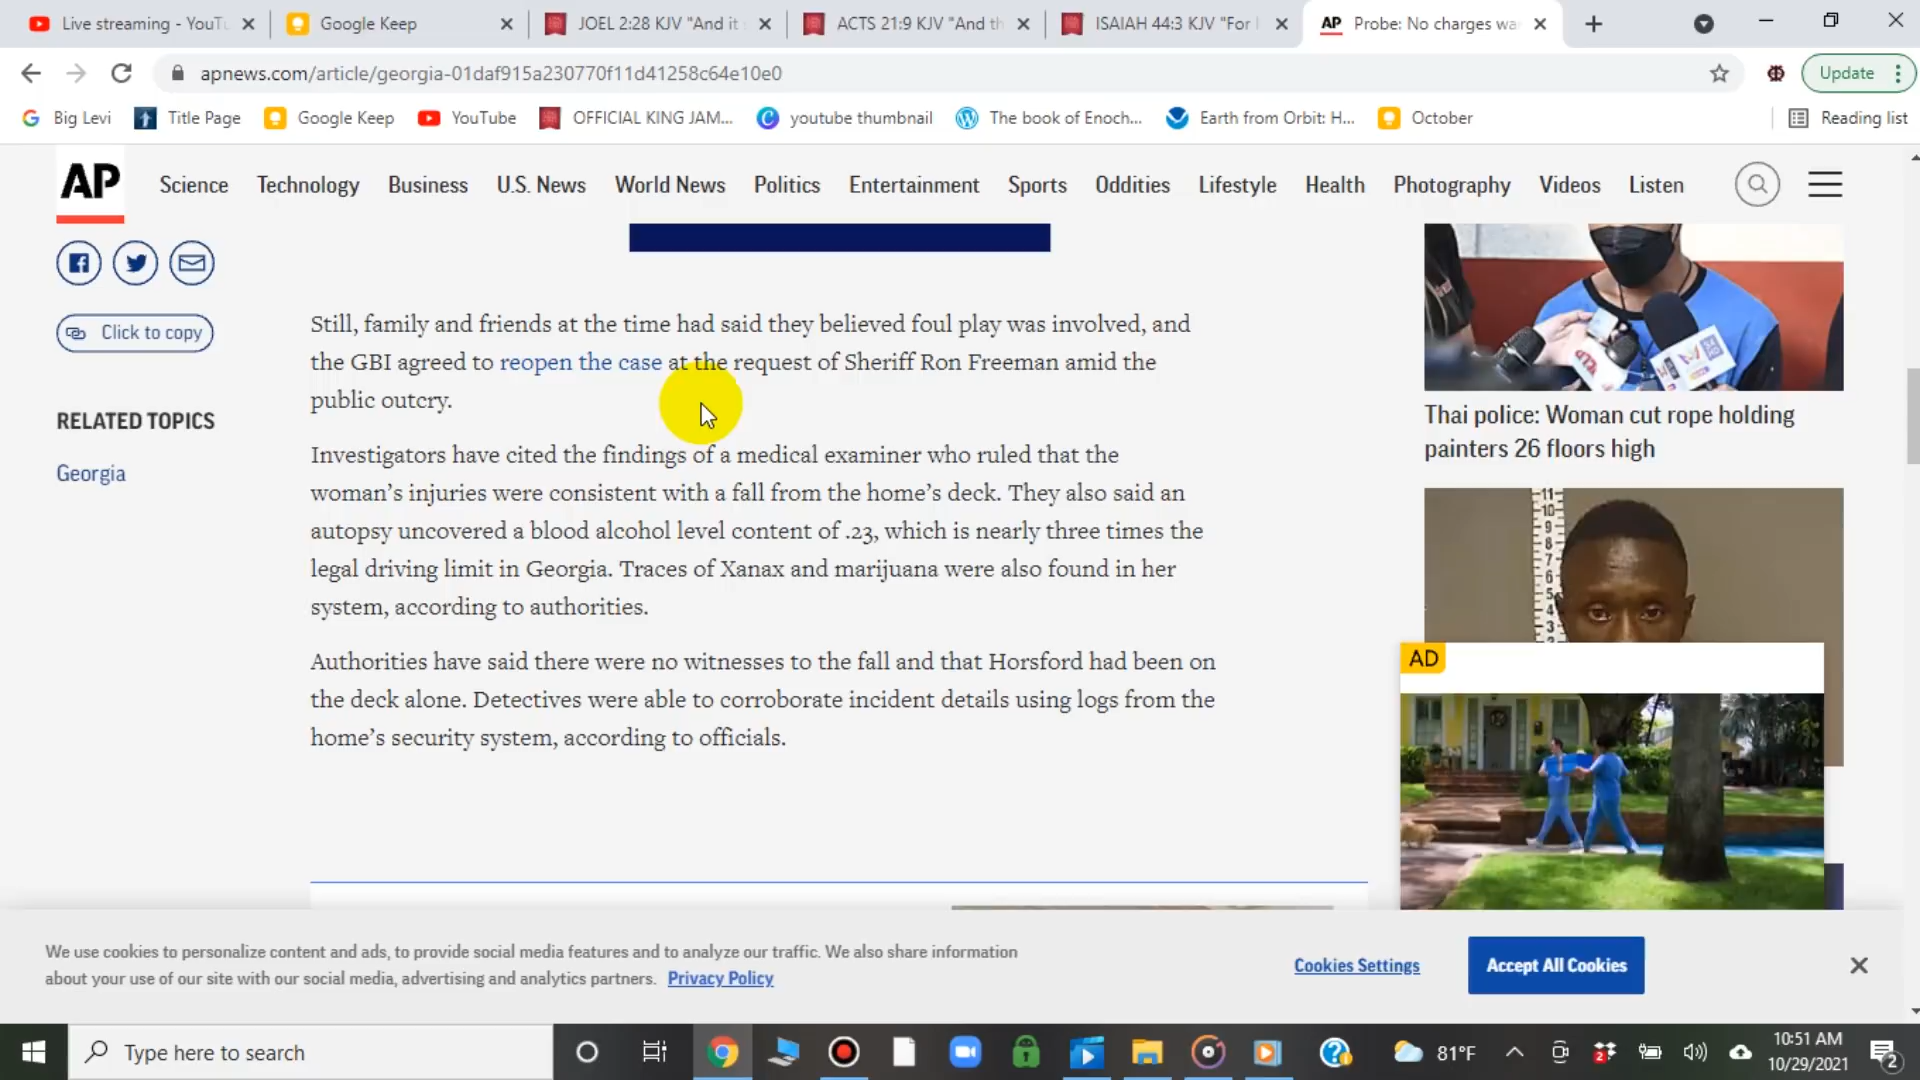 Live streaming - YouTu
Google Keep
JOEL 2:28 KJV "And it s
ACTS 21:9 KJV "And th
ISAIAH 44:3 KJV "For I
AP Probe: No charges wa
apnews.com/article/georgia-01daf915a230770f11d41258c64e10e0
Update
Big Levi
Title Page
Google Keep
YouTube
OFFICIAL KING JAM...
youtube thumbnail
The book of Enoch...
Earth from Orbit: H...
October
Reading list
AP
Science
Technology
Business
U.S. News
World News
Politics
Entertainment
Sports
Oddities
Lifestyle
Health
Photography
Videos
Listen
Click to copy
RELATED TOPICS
Georgia
Still, family and friends at the time had said they believed foul play was involved, and
the GBI agreed to reopen the case at the request of Sheriff Ron Freeman amid the
public outcry.
Investigators have cited the findings of a medical examiner who ruled that the
woman's injuries were consistent with a fall from the home's deck. They also said an
autopsy uncovered a blood alcohol level content of .23, which is nearly three times the
legal driving limit in Georgia. Traces of Xanax and marijuana were also found in her
system, according to authorities.
Authorities have said there were no witnesses to the fall and that Horsford had been on
the deck alone. Detectives were able to corroborate incident details using logs from the
home's security system, according to officials.
Thai police: Woman cut rope holding
painters 26 floors high
11
10
9
8
7
6
5
4
3
AD
We use cookies to personalize content and ads, to provide social media features and to analyze our traffic. We also share information
about your use of our site with our social media, advertising and analytics partners. Privacy Policy
Cookies Settings
Accept All Cookies
Type here to search
81°F
2
10:51 AM
10/29/2021
2